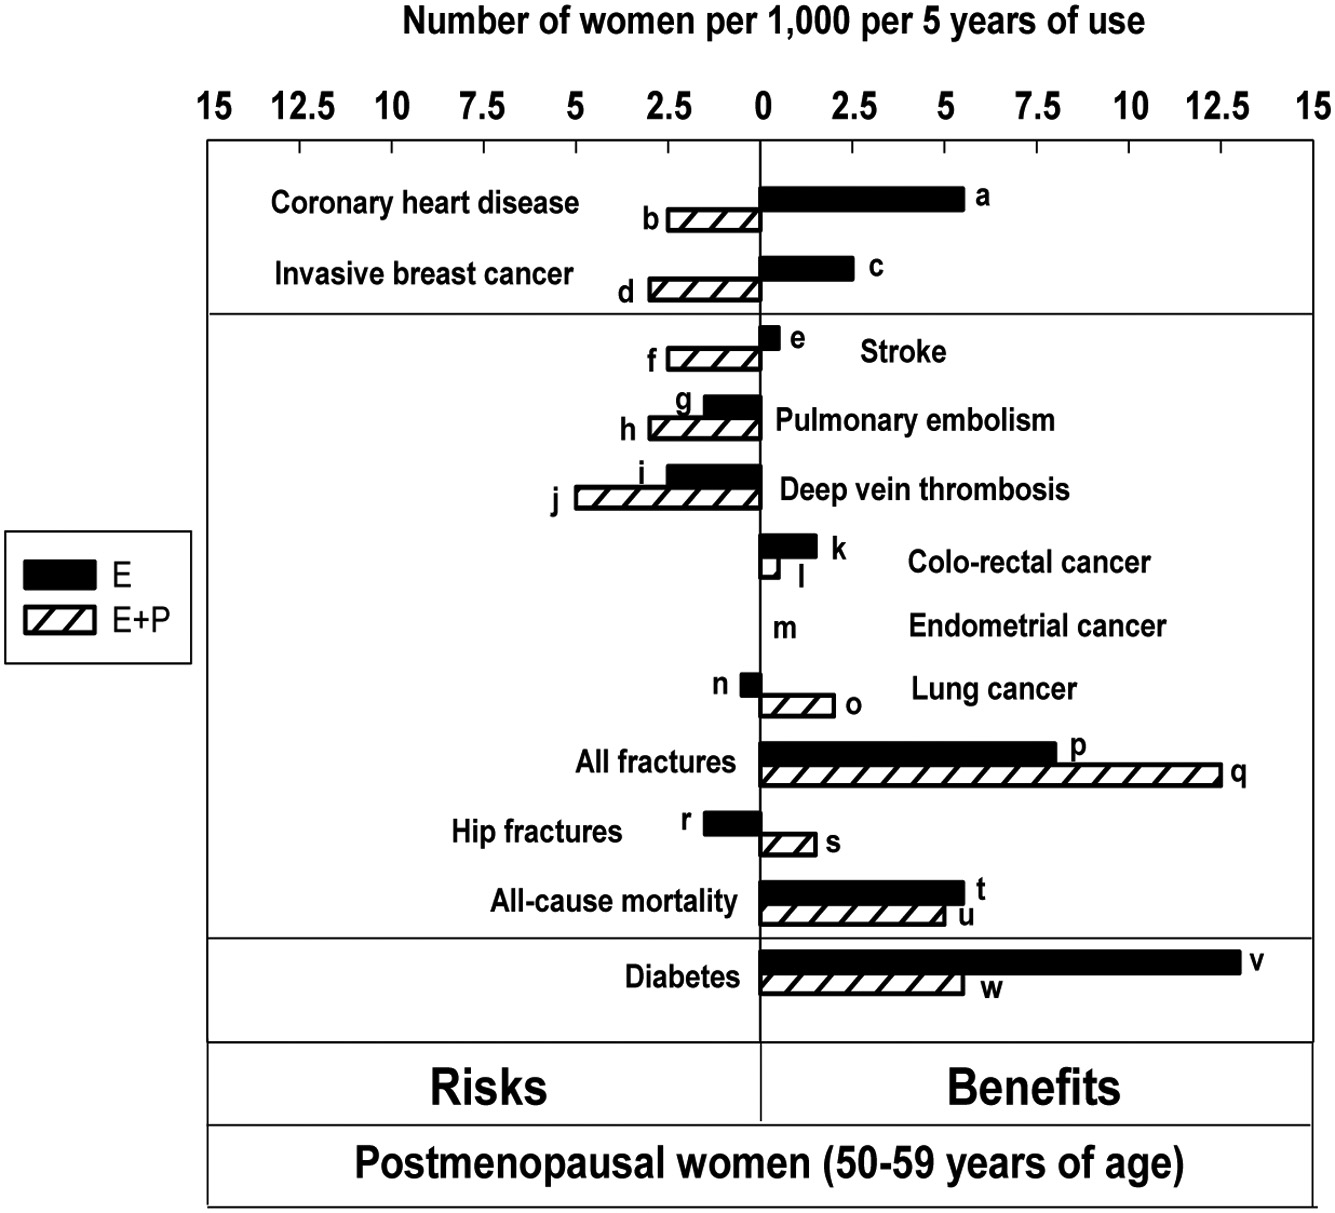 Number of women per 1,000 per 5 years of use
15 12.5 10 7.5 5 2.5 0 2.5 5 7.5 10 12.5 15
a
Coronary heart disease
b
c
Invasive breast cancer
d
e
Stroke
f
g
Pulmonary embolism
h
i
Deep vein thrombosis
j
k
Colo-rectal cancer
l
E
E+P
m Endometrial cancer
n Lung cancer
o
p
All fractures
q
r
Hip fractures
s
t
All-cause mortality
u
v
Diabetes
w
Risks Benefits
Postmenopausal women (50-59 years of age)